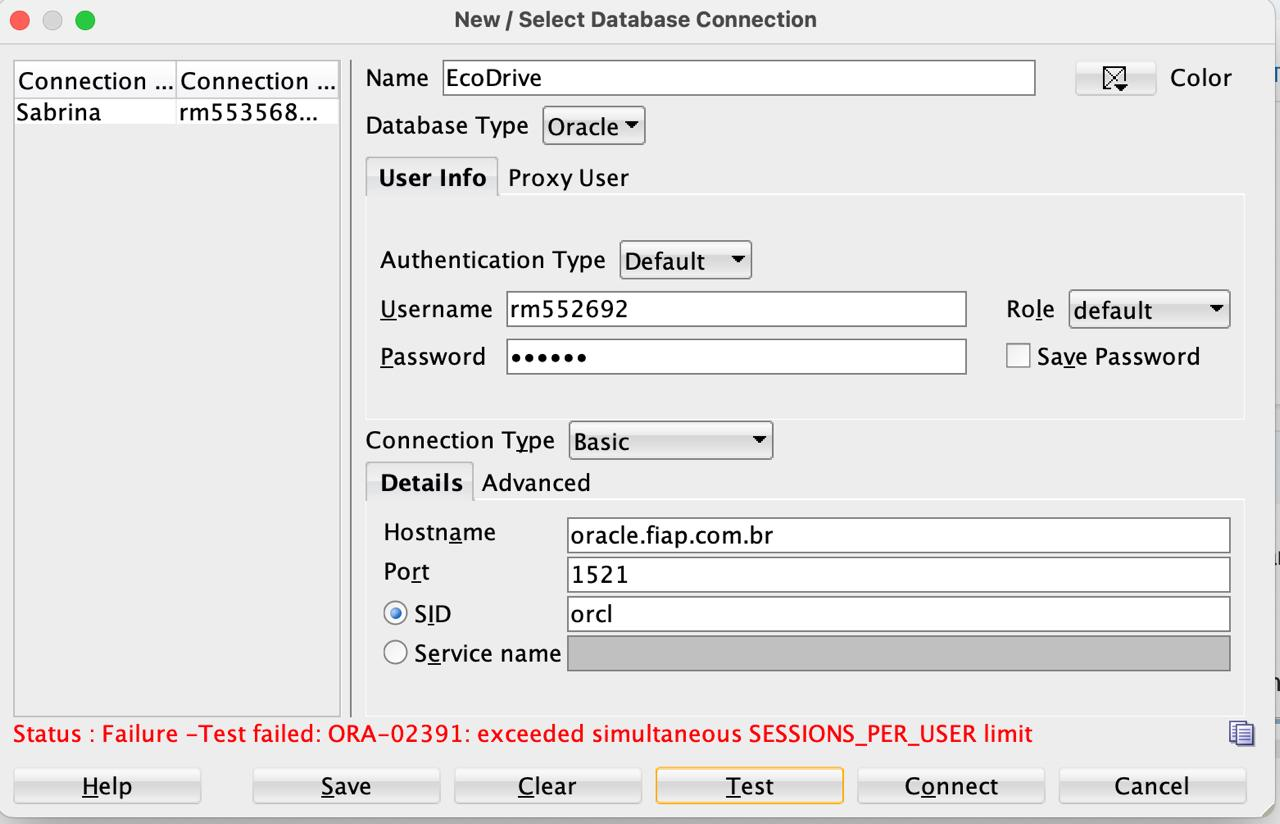 New / Select Database Connection
Connection ... Connection ...
Sabrina rm553568...
Name EcoDrive Color
Database Type Oracle
User Info Proxy User
Authentication Type Default
Username rm552692 Role default
Password •••••• Save Password
Connection Type Basic
Details Advanced
Hostname oracle.fiap.com.br
Port 1521
SID orcl
Service name
Status : Failure -Test failed: ORA-02391: exceeded simultaneous SESSIONS_PER_USER limit
Help Save Clear Test Connect Cancel